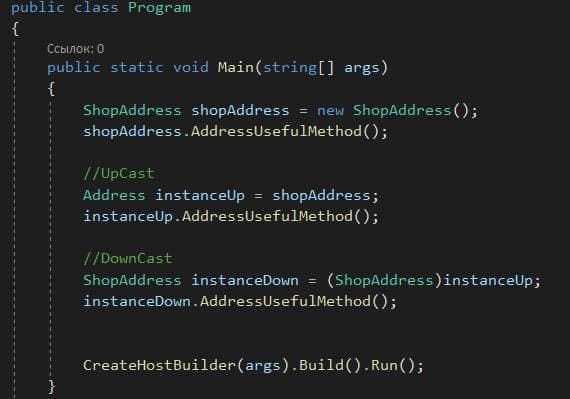 public class Program
{
Ссылок: 0
public static void Main(string[] args)
{
ShopAddress shopAddress = new ShopAddress();
shopAddress.AddressUsefulMethod();
//UpCast
Address instanceUp = shopAddress;
instanceUp.AddressUsefulMethod();
//DownCast
ShopAddress instanceDown = (ShopAddress)instanceUp;
instanceDown.AddressUsefulMethod();
CreateHostBuilder(args).Build().Run();
}